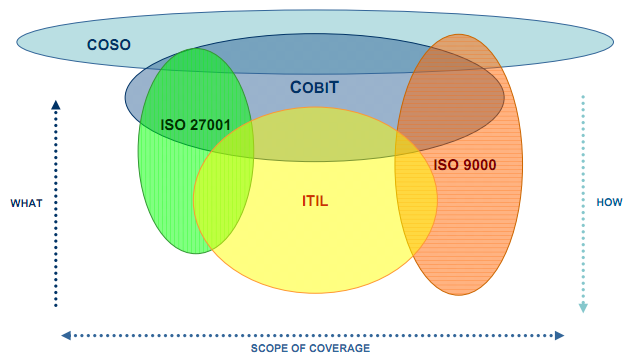 COSO
COBIT
ISO 27001
ISO 9000
ITIL
WHAT
HOW
SCOPE OF COVERAGE